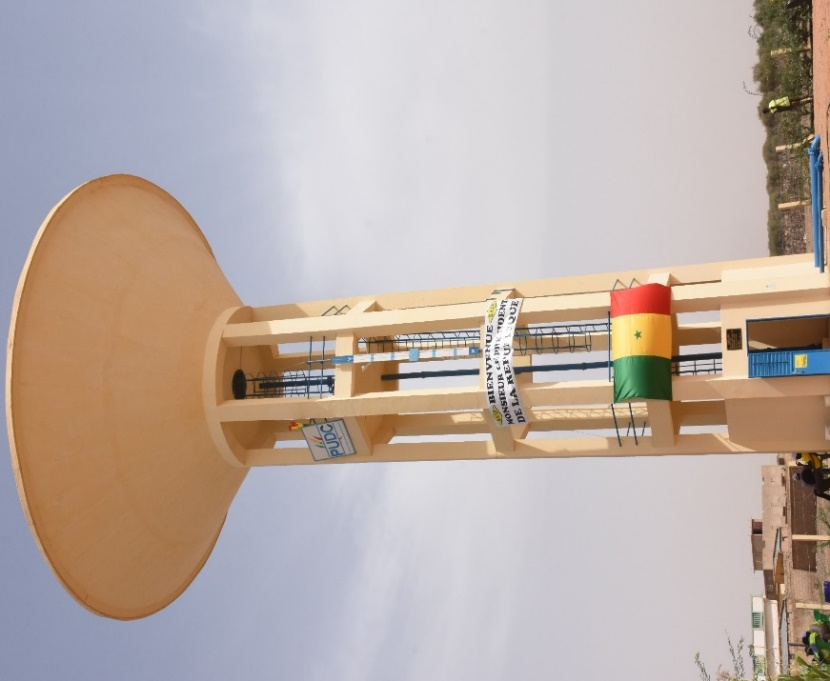 PUDC
BIENVENUE
MONSIEUR LE PRESIDENT
DE LA REPUBLIQUE